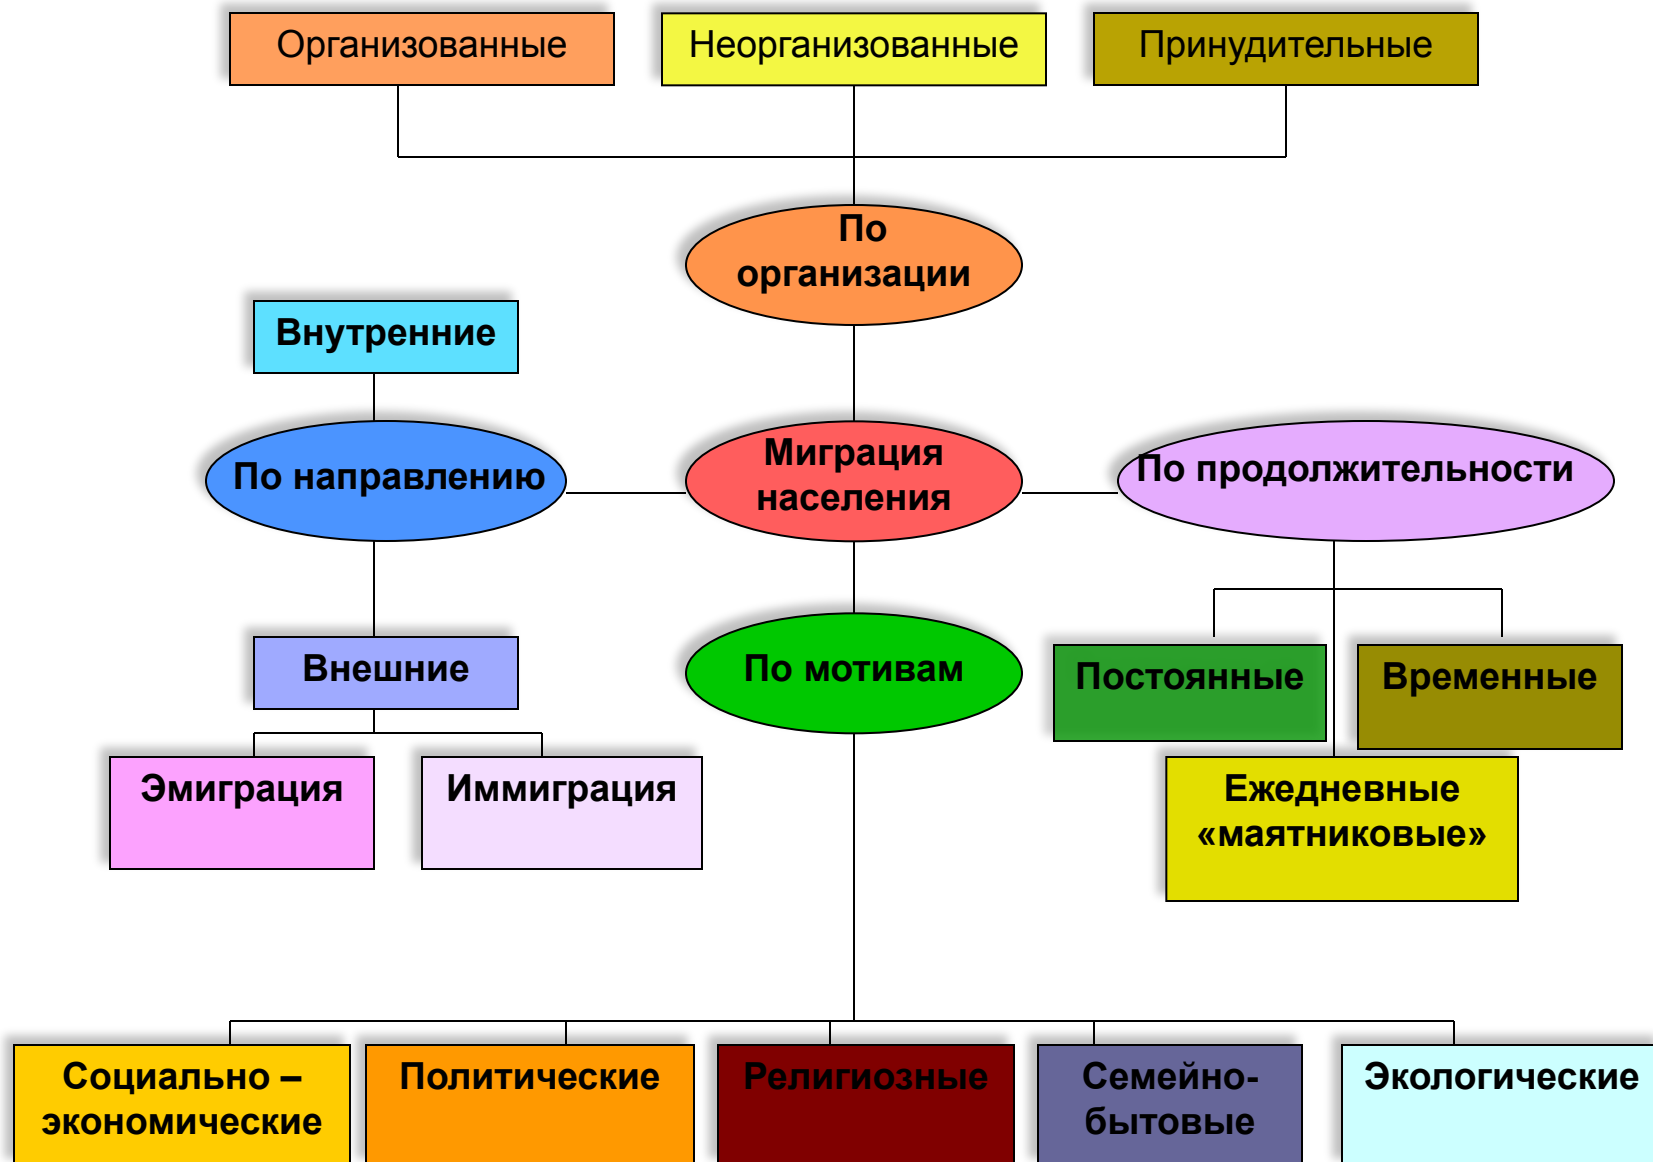 Организованные
Неорганизованные
Принудительные
По
организации
Внутренние
По направлению
Миграция
населения
По продолжительности
Внешние
По мотивам
Постоянные
Временные
Эмиграция
Иммиграция
Ежедневные
«маятниковые»
Социально –
экономические
Политические
Религиозные
Семейно-
бытовые
Экологические